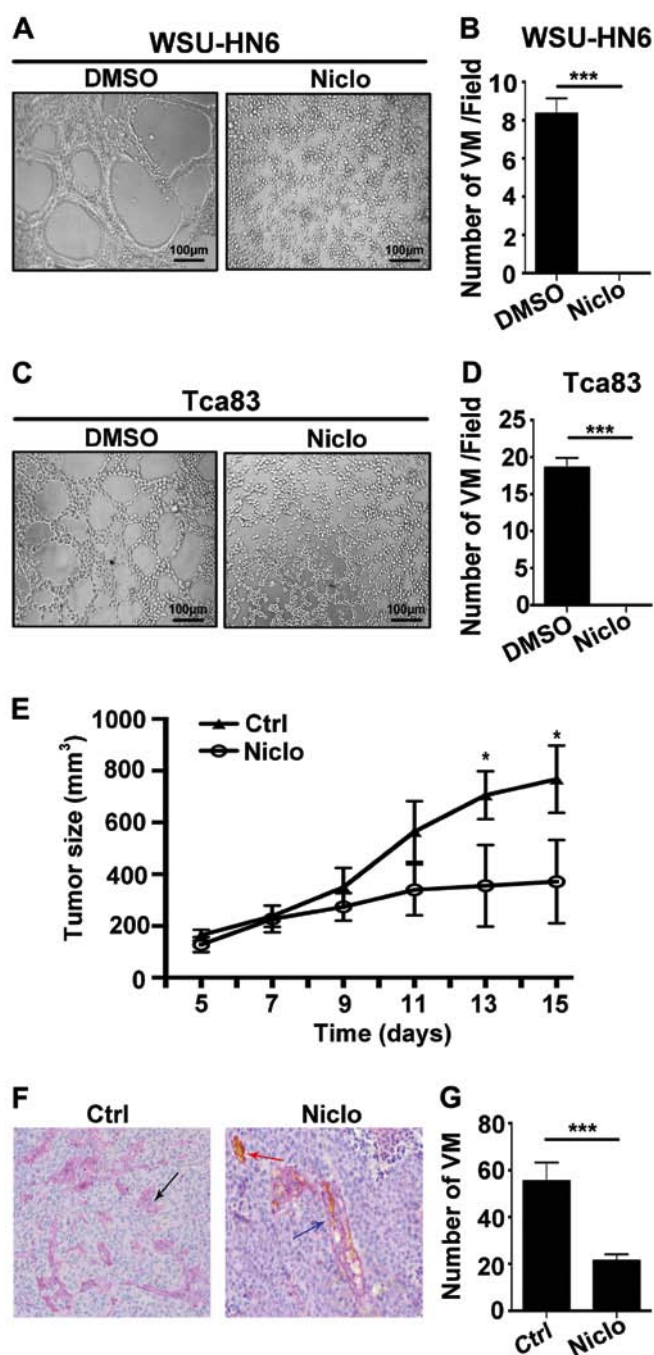 A
WSU-HN6
DMSO
Niclo
100μm
100μm
B
WSU-HN6
***
Number of VM /Field
10
8
6
4
2
0
DMSO
Niclo
C
Tca83
DMSO
Niclo
100μm
100μm
D
Tca83
***
Number of VM /Field
25
20
15
10
5
0
DMSO
Niclo
E
Ctrl
Niclo
Tumor size (mm³)
1000
800
600
400
200
0
*
*
5 7 9 11 13 15
Time (days)
F
Ctrl
Niclo
G
***
Number of VM
80
60
40
20
0
Ctrl
Niclo